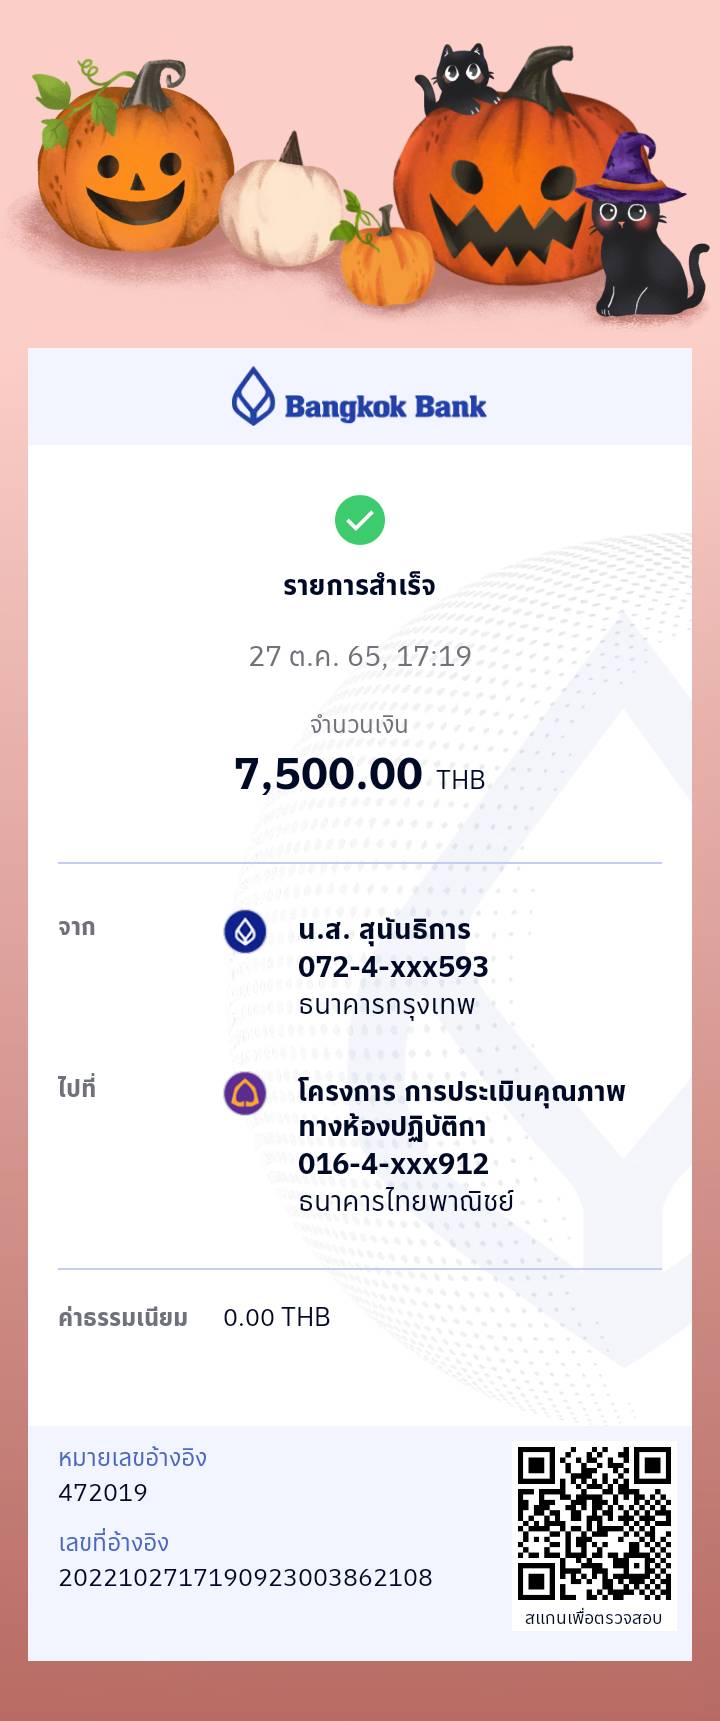 Bangkok Bank
รายการสำเร็จ
27 ต.ค. 65, 17:19
จำนวนเงิน
7,500.00 THB
จาก
น.ส. สุนันธิการ
072-4-xxx593
ธนาคารกรุงเทพ
ไปที่
โครงการ การประเมินคุณภาพ
ทางห้องปฏิบัติกา
016-4-xxx912
ธนาคารไทยพาณิชย์
ค่าธรรมเนียม 0.00 THB
หมายเลขอ้างอิง
472019
เลขที่อ้างอิง
2022102717190923003862108
สแกนเพื่อตรวจสอบ